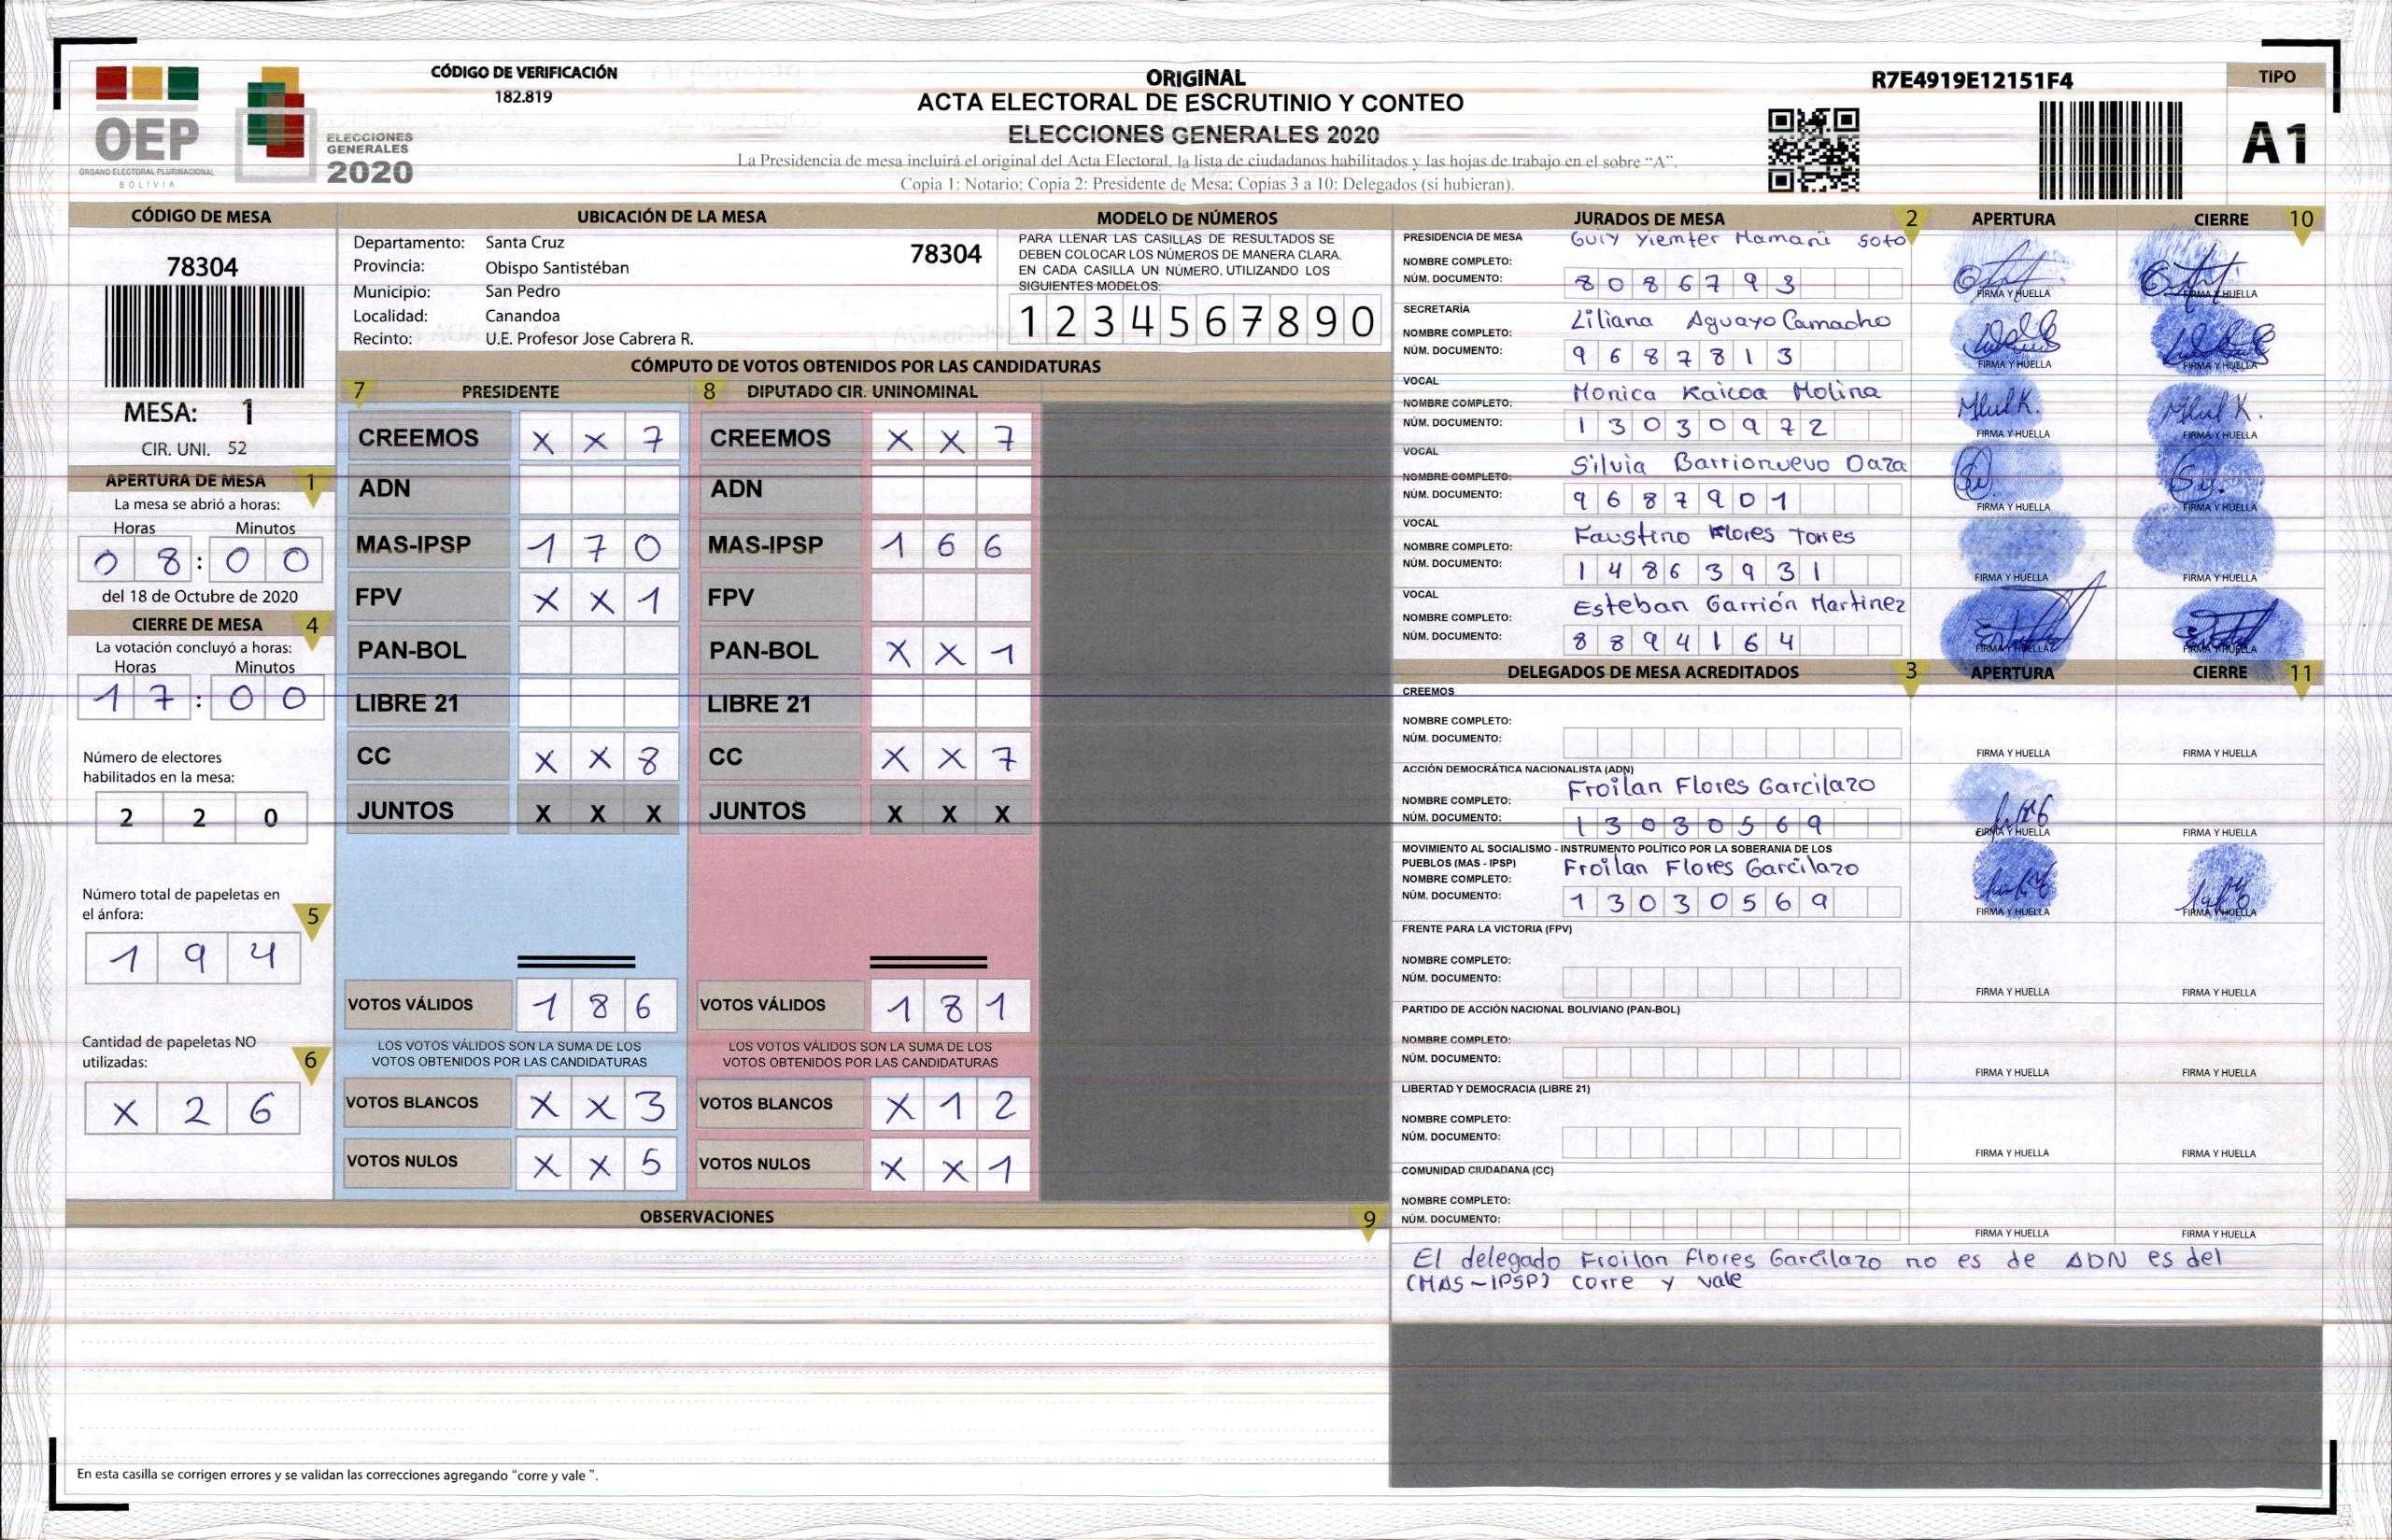 CÓDIGO DE VERIFICACIÓN
182.819
OEP
ÓRGANO ELECTORAL PLURINACIONAL
BOLIVIA
ELECCIONES
GENERALES
2020
ORIGINAL
ACTA ELECTORAL DE ESCRUTINIO Y CONTEO
ELECCIONES GENERALES 2020
La Presidencia de mesa incluirá el original del Acta Electoral, la lista de ciudadanos habilitados y las hojas de trabajo en el sobre "A".
Copia 1: Notario; Copia 2: Presidente de Mesa; Copias 3 a 10: Delegados (si hubieran).
R7E4919E12151F4
TIPO
A1
CÓDIGO DE MESA
78304
MESA: 1
CIR. UNI. 52
APERTURA DE MESA 1
La mesa se abrió a horas:
Horas Minutos
0 8 : 0 0
del 18 de Octubre de 2020
CIERRE DE MESA 4
La votación concluyó a horas:
Horas Minutos
1 7 : 0 0
Número de electores
habilitados en la mesa:
2 2 0
Número total de papeletas en
el ánfora: 5
1 9 4
Cantidad de papeletas NO
utilizadas: 6
X 2 6
UBICACIÓN DE LA MESA
Departamento: Santa Cruz
78304
Provincia: Obispo Santistéban
Municipio: San Pedro
Localidad: Canandoa
Recinto: U.E. Profesor Jose Cabrera R.
MODELO DE NÚMEROS
PARA LLENAR LAS CASILLAS DE RESULTADOS SE
DEBEN COLOCAR LOS NÚMEROS DE MANERA CLARA.
EN CADA CASILLA UN NÚMERO, UTILIZANDO LOS
SIGUIENTES MODELOS:
1 2 3 4 5 6 7 8 9 0
CÓMPUTO DE VOTOS OBTENIDOS POR LAS CANDIDATURAS
7 PRESIDENTE
CREEMOS X X 7
ADN
MAS-IPSP 1 7 0
FPV X X 1
PAN-BOL
LIBRE 21
CC X X 8
JUNTOS X X X
VOTOS VÁLIDOS 1 8 6
LOS VOTOS VÁLIDOS SON LA SUMA DE LOS
VOTOS OBTENIDOS POR LAS CANDIDATURAS
VOTOS BLANCOS X X 3
VOTOS NULOS X X 5
8 DIPUTADO CIR. UNINOMINAL
CREEMOS X X 7
ADN
MAS-IPSP 1 6 6
FPV
PAN-BOL X X 1
LIBRE 21
CC X X 7
JUNTOS X X X
VOTOS VÁLIDOS 1 8 1
LOS VOTOS VÁLIDOS SON LA SUMA DE LOS
VOTOS OBTENIDOS POR LAS CANDIDATURAS
VOTOS BLANCOS X 1 2
VOTOS NULOS X X 1
OBSERVACIONES 9
En esta casilla se corrigen errores y se validan las correcciones agregando "corre y vale ".
JURADOS DE MESA 2 APERTURA CIERRE 10
PRESIDENCIA DE MESA
NOMBRE COMPLETO: Guiy Yiemter Mamani Soto
NÚM. DOCUMENTO: 8 0 8 6 7 9 3
FIRMA Y HUELLA FIRMA Y HUELLA
SECRETARÍA
NOMBRE COMPLETO: Liliana Aguayo Camacho
NÚM. DOCUMENTO: 9 6 8 7 8 1 3
FIRMA Y HUELLA FIRMA Y HUELLA
VOCAL
NOMBRE COMPLETO: Monica Kaicoa Molina
NÚM. DOCUMENTO: 1 3 0 3 0 9 7 2
FIRMA Y HUELLA FIRMA Y HUELLA
VOCAL
NOMBRE COMPLETO: Silvia Barrionuevo Daza
NÚM. DOCUMENTO: 9 6 8 7 9 0 1
FIRMA Y HUELLA FIRMA Y HUELLA
VOCAL
NOMBRE COMPLETO: Faustino Flores Torres
NÚM. DOCUMENTO: 1 4 8 6 3 9 3 1
FIRMA Y HUELLA FIRMA Y HUELLA
VOCAL
NOMBRE COMPLETO: Esteban Garrión Martinez
NÚM. DOCUMENTO: 8 8 9 4 1 6 4
FIRMA Y HUELLA FIRMA Y HUELLA
DELEGADOS DE MESA ACREDITADOS 3 APERTURA CIERRE 11
CREEMOS
NOMBRE COMPLETO:
NÚM. DOCUMENTO:
FIRMA Y HUELLA FIRMA Y HUELLA
ACCIÓN DEMOCRÁTICA NACIONALISTA (ADN)
NOMBRE COMPLETO: Froilan Flores Garcilazo
NÚM. DOCUMENTO: 1 3 0 3 0 5 6 9
FIRMA Y HUELLA FIRMA Y HUELLA
MOVIMIENTO AL SOCIALISMO - INSTRUMENTO POLÍTICO POR LA SOBERANIA DE LOS
PUEBLOS (MAS - IPSP)
NOMBRE COMPLETO: Froilan Flores Garcilazo
NÚM. DOCUMENTO: 1 3 0 3 0 5 6 9
FIRMA Y HUELLA FIRMA Y HUELLA
FRENTE PARA LA VICTORIA (FPV)
NOMBRE COMPLETO:
NÚM. DOCUMENTO:
FIRMA Y HUELLA FIRMA Y HUELLA
PARTIDO DE ACCIÓN NACIONAL BOLIVIANO (PAN-BOL)
NOMBRE COMPLETO:
NÚM. DOCUMENTO:
FIRMA Y HUELLA FIRMA Y HUELLA
LIBERTAD Y DEMOCRACIA (LIBRE 21)
NOMBRE COMPLETO:
NÚM. DOCUMENTO:
FIRMA Y HUELLA FIRMA Y HUELLA
COMUNIDAD CIUDADANA (CC)
NOMBRE COMPLETO:
NÚM. DOCUMENTO:
FIRMA Y HUELLA FIRMA Y HUELLA
El delegado Froilan Flores Garcilazo no es de ADN es del
(MAS-IPSP) corre y vale